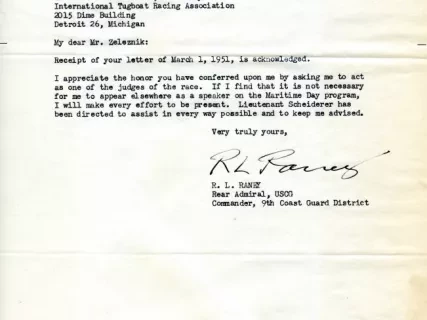 International Tugboat Racing Association
2015 Dime Building
Detroit 26, Michigan
My dear Mr. Zeleznik:
Receipt of your letter of March 1, 1951, is acknowledged.
I appreciate the honor you have conferred upon me by asking me to act
as one of the judges of the race. If I find that it is not necessary
for me to appear elsewhere as a speaker on the Maritime Day program,
I will make every effort to be present. Lieutenant Scheiderer has
been directed to assist in every way possible and to keep me advised.
Very truly yours,
RL Raney
R. L. RANEY
Rear Admiral, USCG
Commander, 9th Coast Guard District